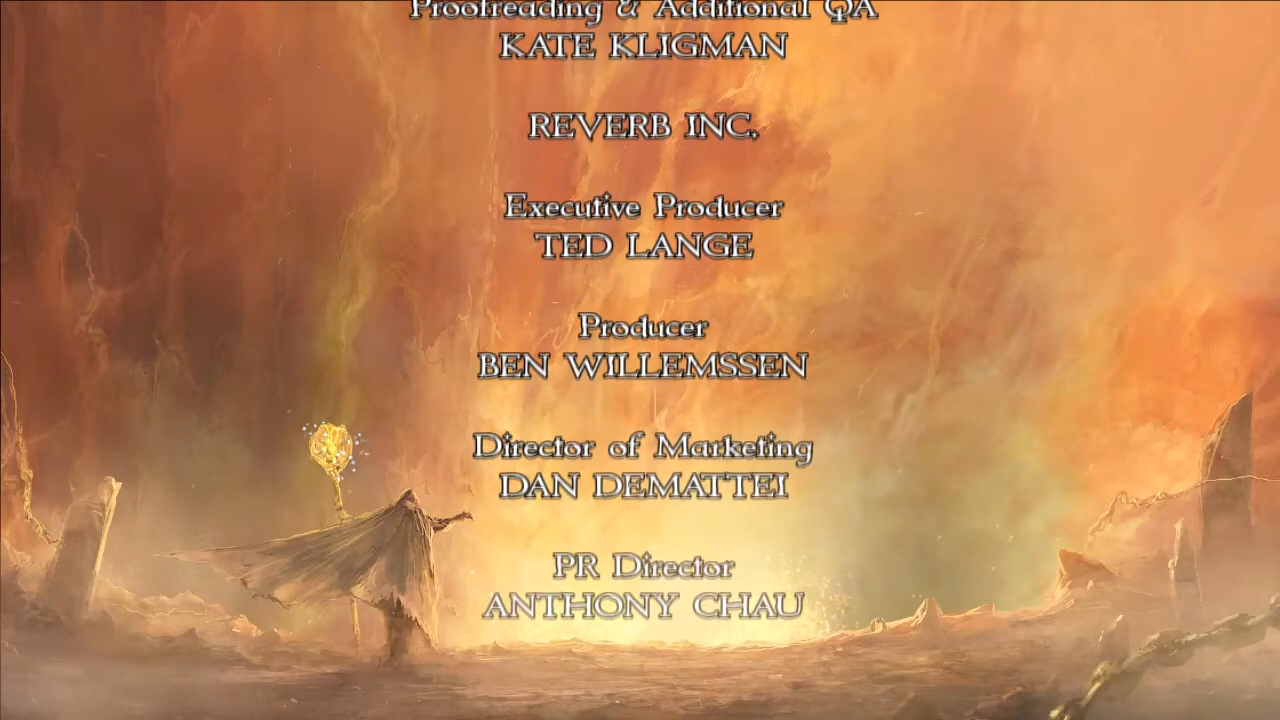 Proofreading & Additional QA
KATE KLIGMAN
REVERB INC.
Executive Producer
TED LANGE
Producer
BEN WILLEMSSEN
Director of Marketing
DAN DEMATTEI
PR Director
ANTHONY CHAU